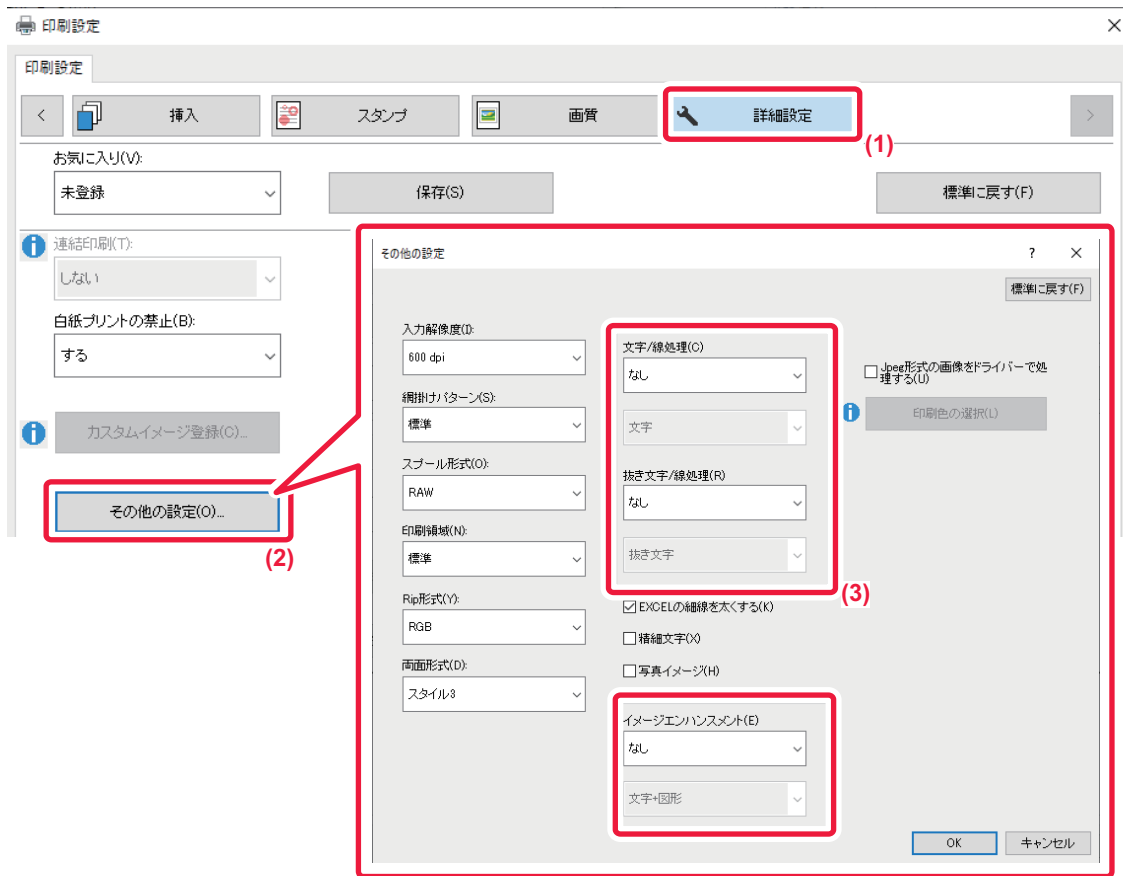 印刷設定
印刷設定
挿入
スタンプ
画質
詳細設定
(1)
お気に入り(V):
未登録
保存(S)
標準に戻す(F)
連結印刷(T):
しない
白紙プリントの禁止(B):
する
カスタムイメージ登録(C)...
その他の設定(O)...
(2)
その他の設定
?
標準に戻す(F)
入力解像度(I):
600 dpi
網掛けパターン(S):
標準
スプール形式(O):
RAW
印刷領域(N):
標準
Rip形式(Y):
RGB
両面形式(D):
スタイル3
文字/線処理(C)
なし
文字
抜き文字/線処理(R)
なし
抜き文字
(3)
EXCELの細線を太くする(K)
精細文字(X)
写真イメージ(H)
イメージエンハンスメント(E)
なし
文字+図形
Jpeg形式の画像をドライバーで処
理する(U)
印刷色の選択(L)
OK
キャンセル